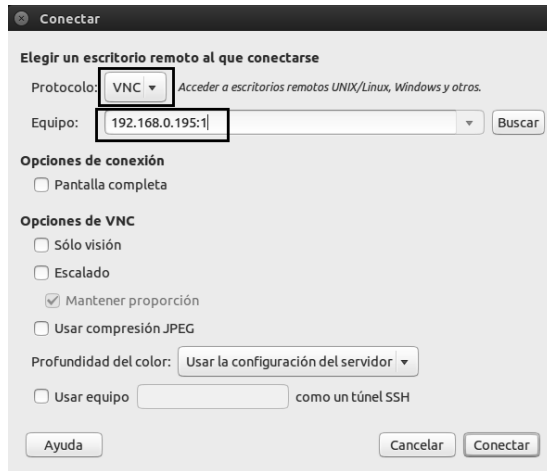 Conectar
Elegir un escritorio remoto al que conectarse
Protocolo: VNC Acceder a escritorios remotos UNIX/Linux, Windows y otros.
Equipo: 192.168.0.195:1 Buscar
Opciones de conexión
Pantalla completa
Opciones de VNC
Sólo visión
Escalado
Mantener proporción
Usar compresión JPEG
Profundidad del color: Usar la configuración del servidor
Usar equipo como un túnel SSH
Ayuda Cancelar Conectar